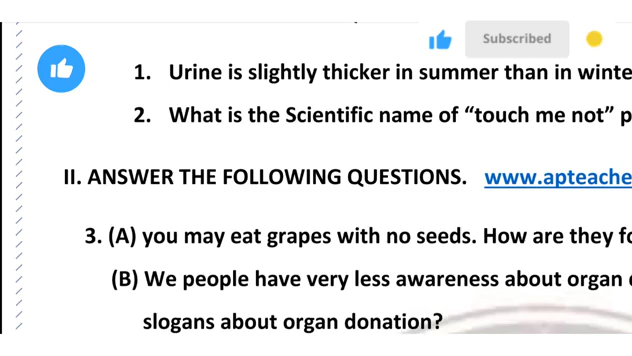 Subscribed
1. Urine is slightly thicker in summer than in winte
2. What is the Scientific name of “touch me not” p
II. ANSWER THE FOLLOWING QUESTIONS. www.apteache
3. (A) you may eat grapes with no seeds. How are they fo
(B) We people have very less awareness about organ
slogans about organ donation?